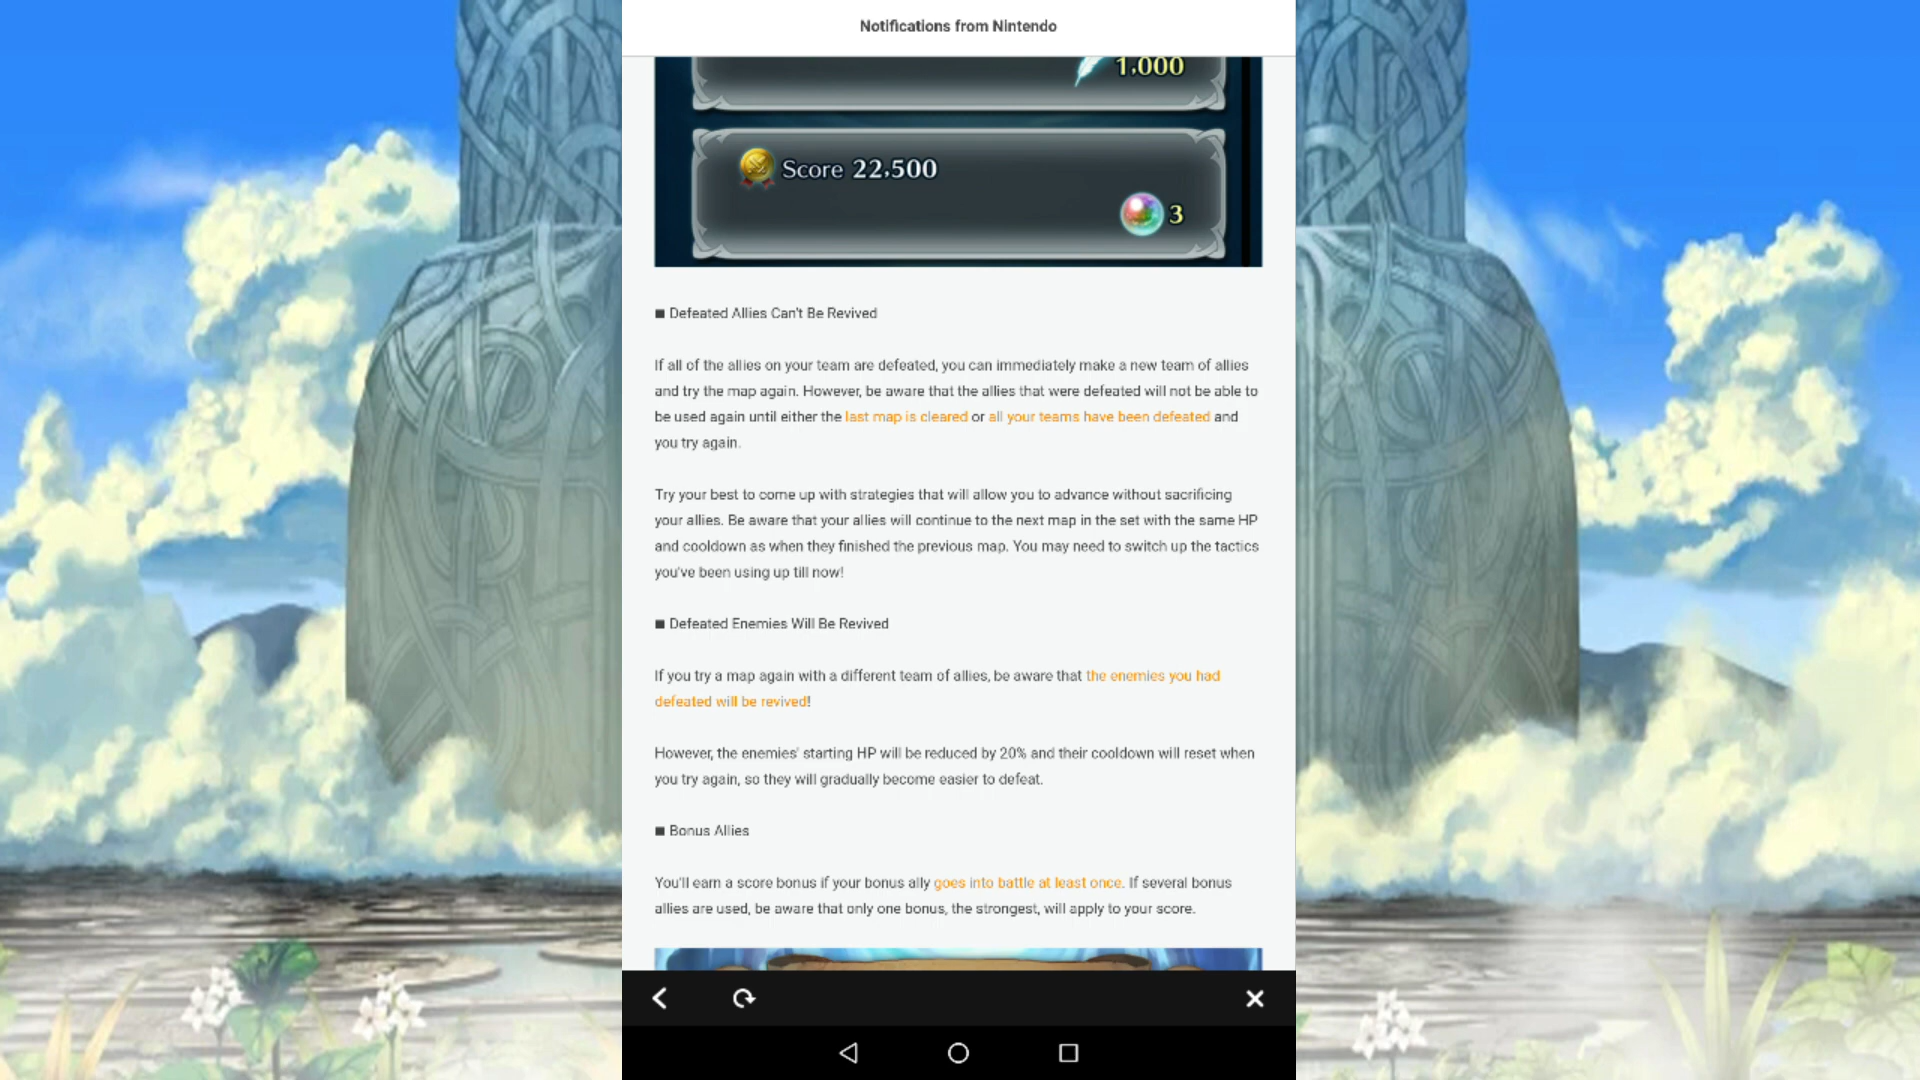 Notifications from Nintendo
1,000
Score 22,500
3
■ Defeated Allies Can't Be Revived
If all of the allies on your team are defeated, you can immediately make a new team of allies
and try the map again. However, be aware that the allies that were defeated will not be able to
be used again until either the last map is cleared or all your teams have been defeated and
you try again.
Try your best to come up with strategies that will allow you to advance without sacrificing
your allies. Be aware that your allies will continue to the next map in the set with the same HP
and cooldown as when they finished the previous map. You may need to switch up the tactics
you've been using up till now!
■ Defeated Enemies Will Be Revived
If you try a map again with a different team of allies, be aware that the enemies you had
defeated will be revived!
However, the enemies' starting HP will be reduced by 20% and their cooldown will reset when
you try again, so they will gradually become easier to defeat.
■ Bonus Allies
You'll earn a score bonus if your bonus ally goes into battle at least once. If several bonus
allies are used, be aware that only one bonus, the strongest, will apply to your score.